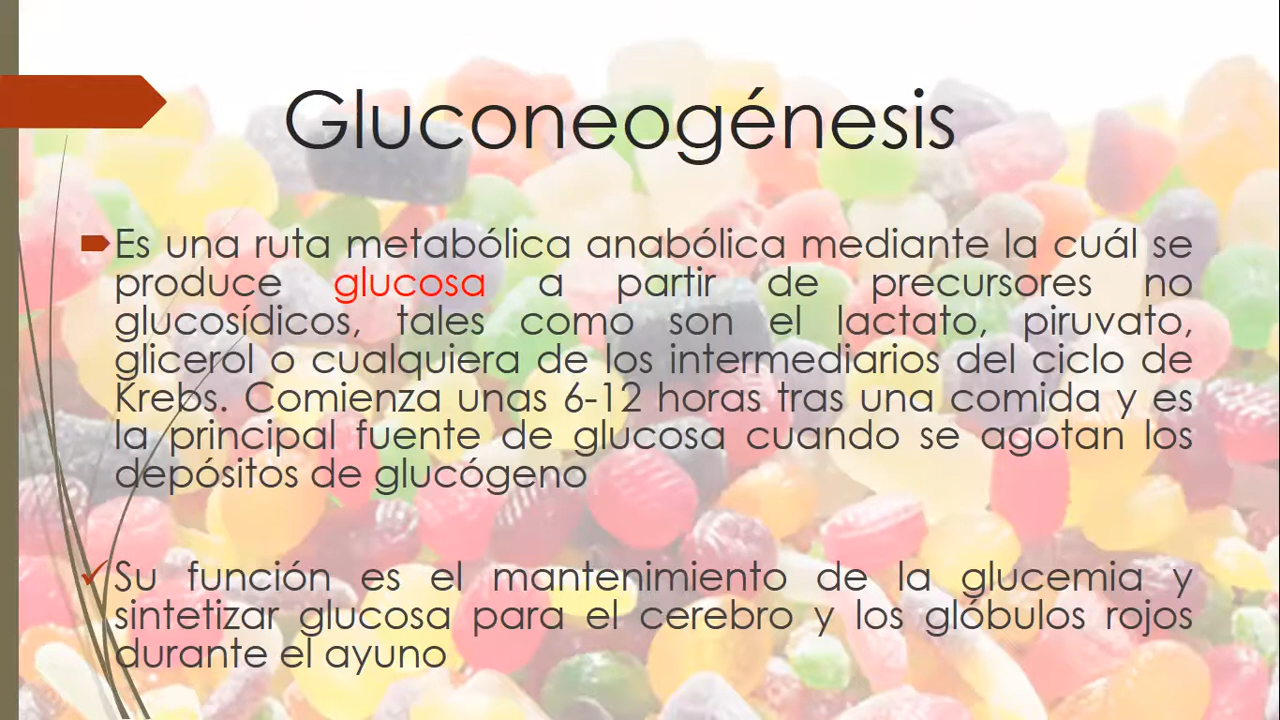 Gluconeogénesis
Es una ruta metabólica anabólica mediante la cuál se
produce glucosa a partir de precursores no
glucosídicos, tales como son el lactato, piruvato,
glicerol o cualquiera de los intermediarios del ciclo de
Krebs. Comienza unas 6-12 horas tras una comida y es
la principal fuente de glucosa cuando se agotan los
depósitos de glucógeno
Su función es el mantenimiento de la glucemia y
sintetizar glucosa para el cerebro y los glóbulos rojos
durante el ayuno